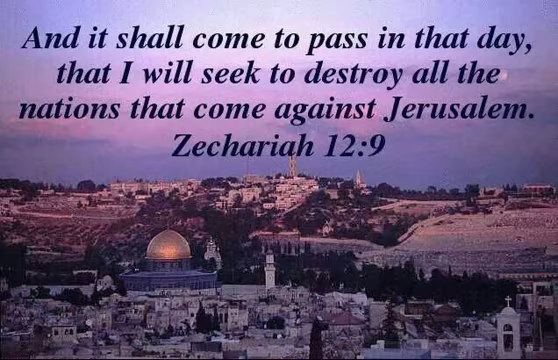 And it shall come to pass in that day,
that I will seek to destroy all the
nations that come against Jerusalem.
Zechariah 12:9